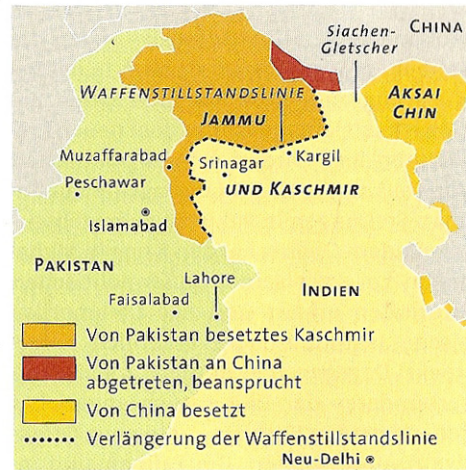 Siachen-
Gletscher
CHINA
WAFFENSTILLSTANDSLINIE
JAMMU
AKSAI
CHIN
Muzaffarabad
Srinagar
Kargil
Peschawar
UND KASCHMIR
Islamabad
PAKISTAN
Lahore
INDIEN
Faisalabad
Von Pakistan besetztes Kaschmir
Von Pakistan an China
abgetreten, beansprucht
Von China besetzt
Verlängerung der Waffenstillstandslinie
Neu-Delhi